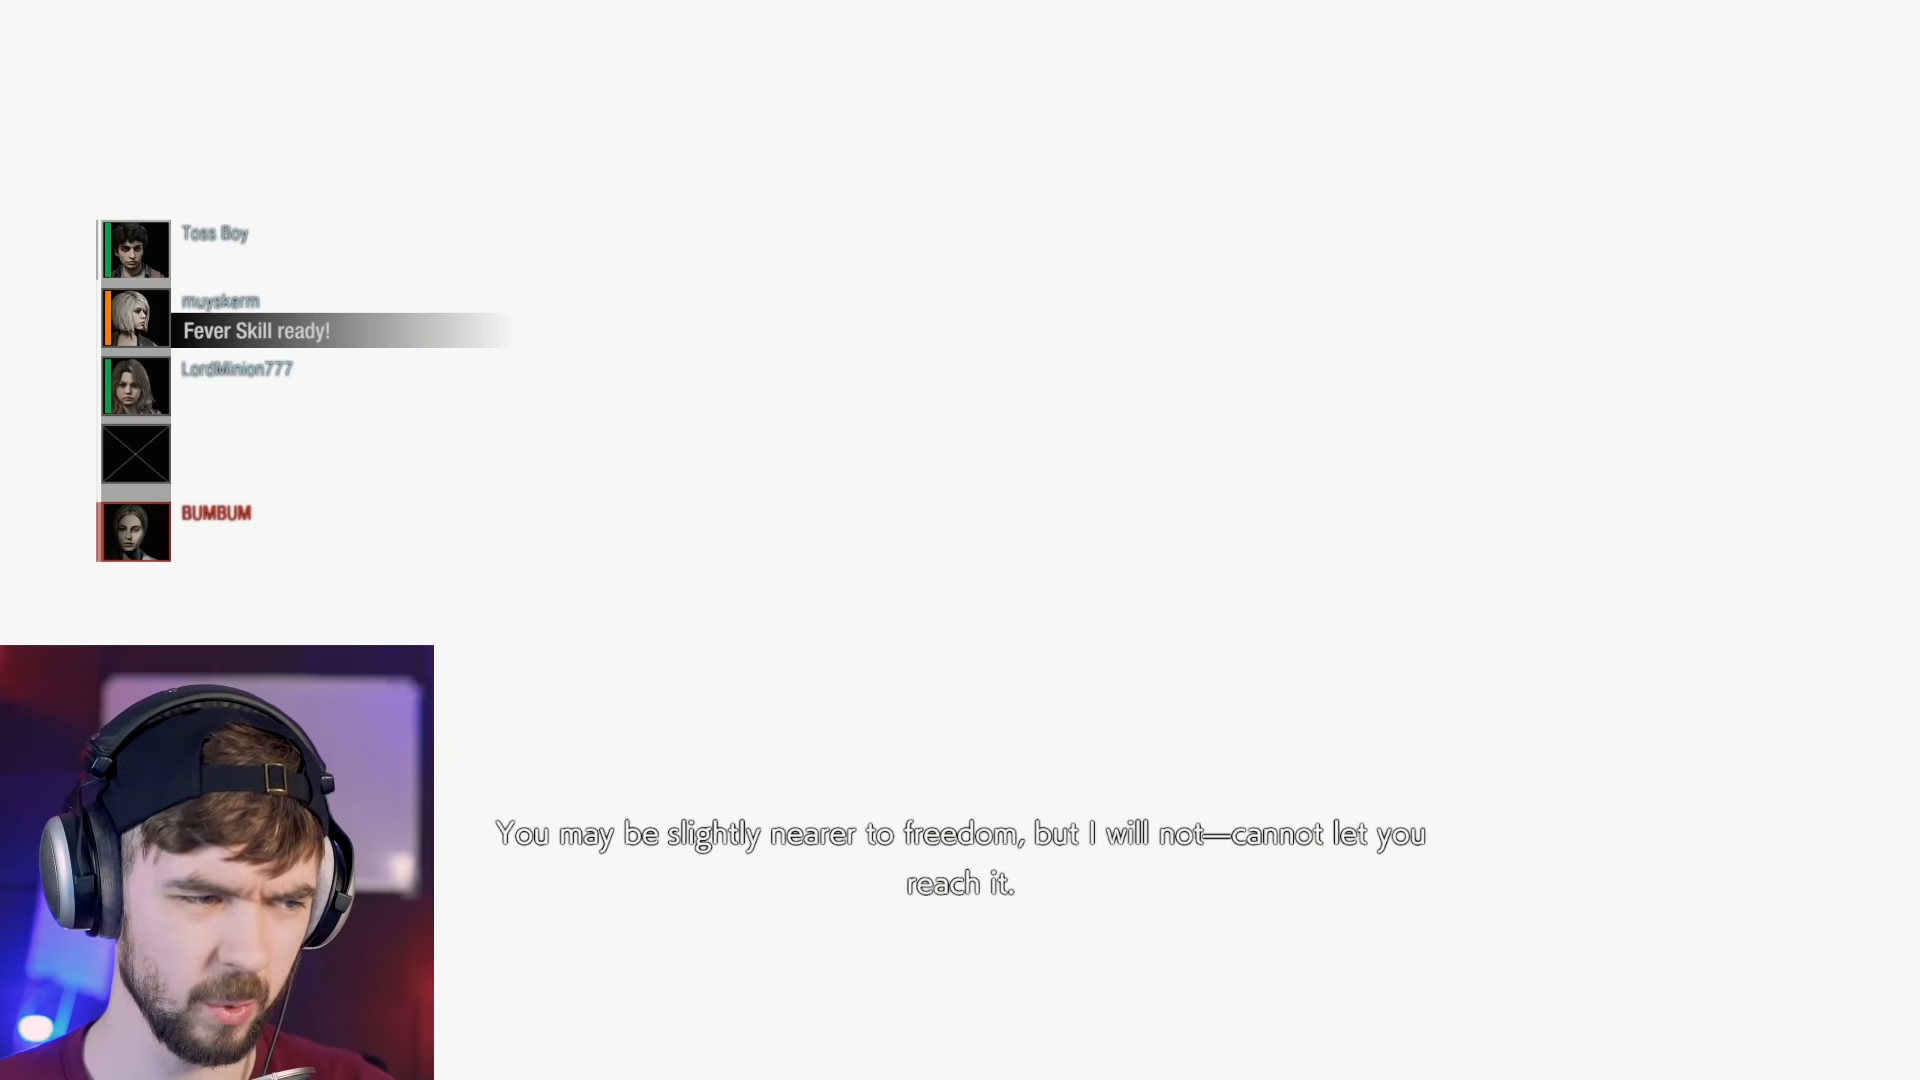 Toss Boy
muyskerm
Fever Skill ready!
LordMinion777
BUMBUM
You may be slightly nearer to freedom, but I will not—cannot let you
reach it.